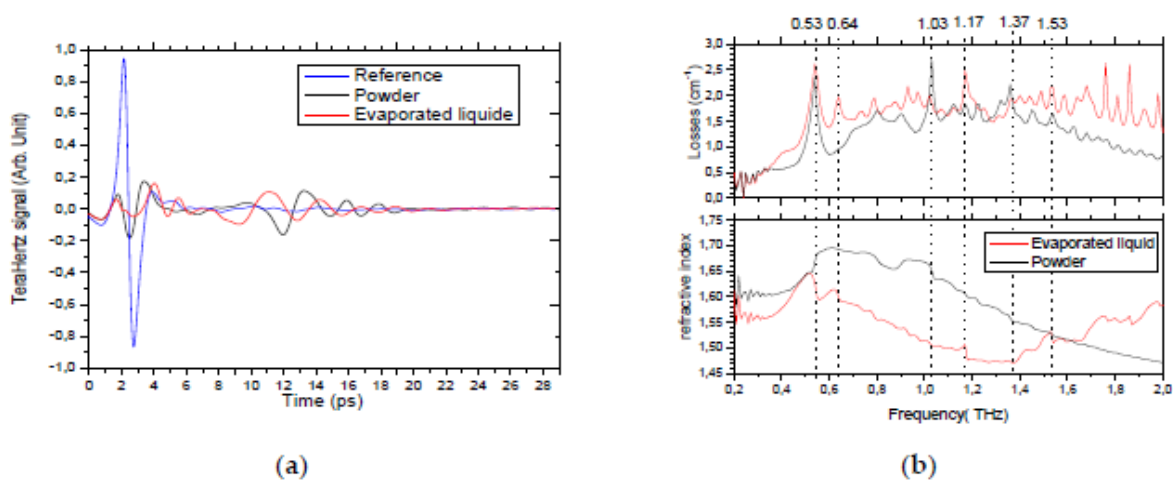 TeraHertz signal (Arb. Unit)
1,0
0,8
0,6
0,4
0,2
0,0
-0,2
-0,4
-0,6
-0,8
-1,0
Reference
Powder
Evaporated liquide
0 2 4 6 8 10 12 14 16 18 20 22 24 26 28
Time (ps)
(a)
0.53 0.64 1.03 1.17 1.37 1.53
Losses (cm-1)
3,0
2,5
2,0
1,5
1,0
0,5
0,0
refractive index
1,75
1,70
1,65
1,60
1,55
1,50
1,45
Evaporated liquid
Powder
0,2 0,4 0,6 0,8 1,0 1,2 1,4 1,6 1,8 2,0
Frequency( THz)
(b)